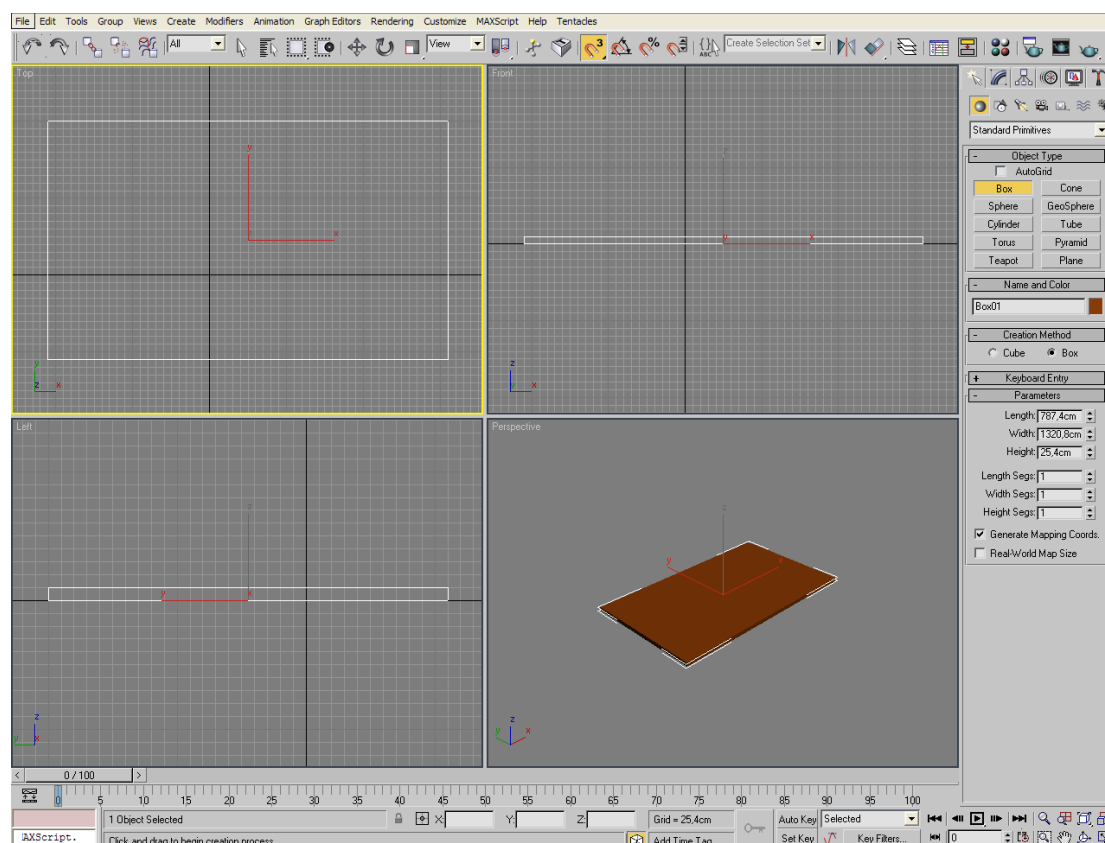 File Edit Tools Group Views Create Modifiers Animation Graph Editors Rendering Customize MAXScript Help Tentacles
All View 3 ABC Create Selection Set
Top
y
x
y
z x
Front
z
x
z
x
Left
z
y x
z
y x
Perspective
z
y x
z
y x
Standard Primitives
- Object Type
AutoGrid
Box Cone
Sphere GeoSphere
Cylinder Tube
Torus Pyramid
Teapot Plane
- Name and Color
Box01
- Creation Method
Cube Box
+ Keyboard Entry
- Parameters
Length: 787,4cm
Width: 1320,8cm
Height: 25,4cm
Length Segs: 1
Width Segs: 1
Height Segs: 1
Generate Mapping Coords.
Real-World Map Size
< 0 / 100 >
0 5 10 15 20 25 30 35 40 45 50 55 60 65 70 75 80 85 90 95 100
1 Object Selected X: Y: Z: Grid = 25,4cm Auto Key Selected
AXScript. Click and drag to begin creation process Add Time Tag Set Key Key Filters... 0